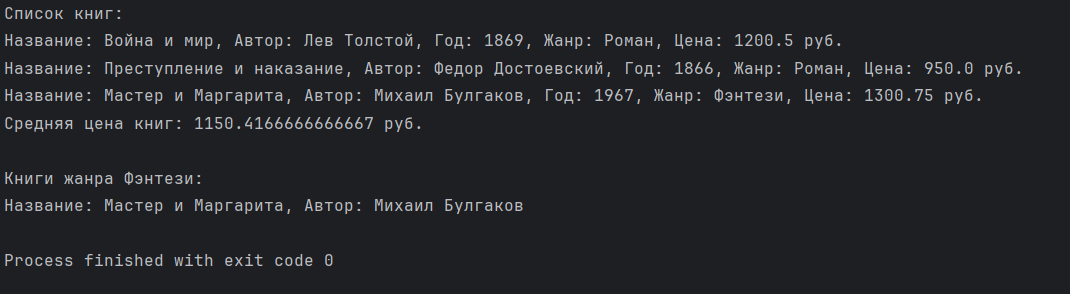 Список книг:
Название: Война и мир, Автор: Лев Толстой, Год: 1869, Жанр: Роман, Цена: 1200.5 руб.
Название: Преступление и наказание, Автор: Федор Достоевский, Год: 1866, Жанр: Роман, Цена: 950.0 руб.
Название: Мастер и Маргарита, Автор: Михаил Булгаков, Год: 1967, Жанр: Фэнтези, Цена: 1300.75 руб.
Средняя цена книг: 1150.4166666666667 руб.
Книги жанра Фэнтези:
Название: Мастер и Маргарита, Автор: Михаил Булгаков
Process finished with exit code 0